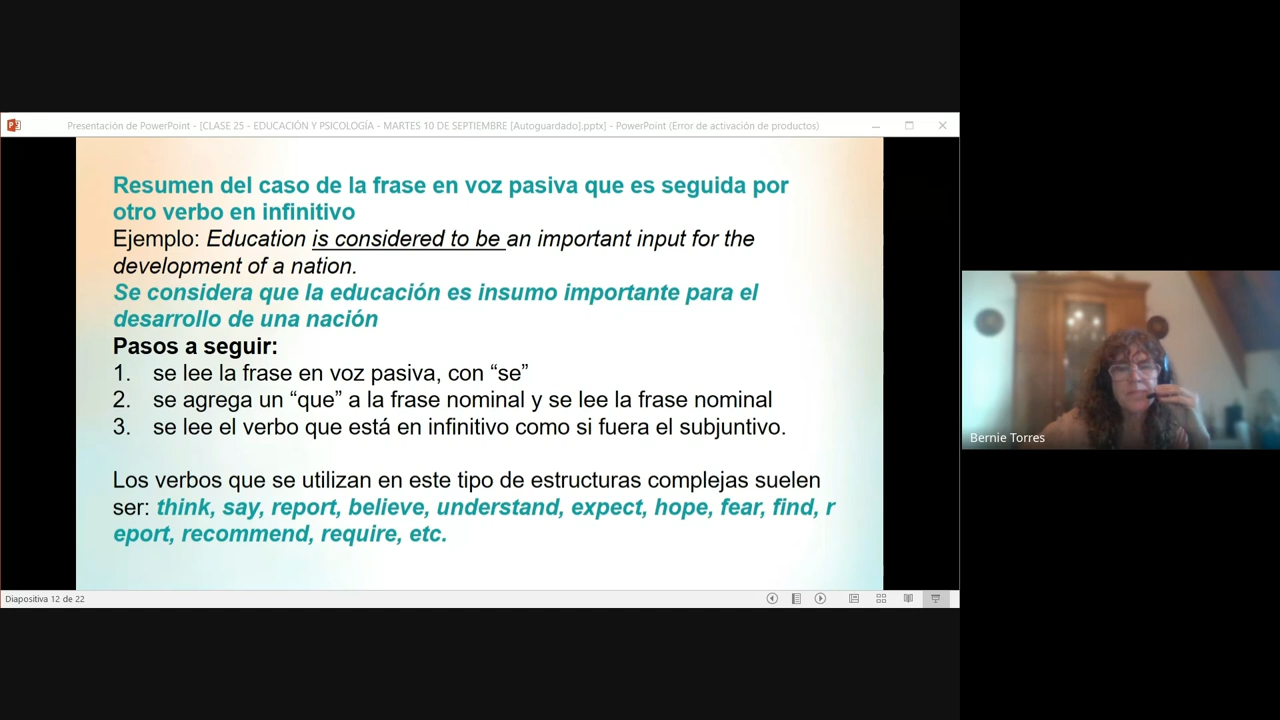 Presentación de PowerPoint - [CLASE 25 - EDUCACIÓN Y PSICOLOGÍA - MARTES 10 DE SEPTIEMBRE [Autoguardado].pptx] - PowerPoint (Error de activación de productos)
Resumen del caso de la frase en voz pasiva que es seguida por
otro verbo en infinitivo
Ejemplo: Education is considered to be an important input for the
development of a nation.
Se considera que la educación es insumo importante para el
desarrollo de una nación
Pasos a seguir:
1. se lee la frase en voz pasiva, con “se”
2. se agrega un “que” a la frase nominal y se lee la frase nominal
3. se lee el verbo que está en infinitivo como si fuera el subjuntivo.
Los verbos que se utilizan en este tipo de estructuras complejas suelen
ser: think, say, report, believe, understand, expect, hope, fear, find, r
eport, recommend, require, etc.
Diapositiva 12 de 22
Bernie Torres